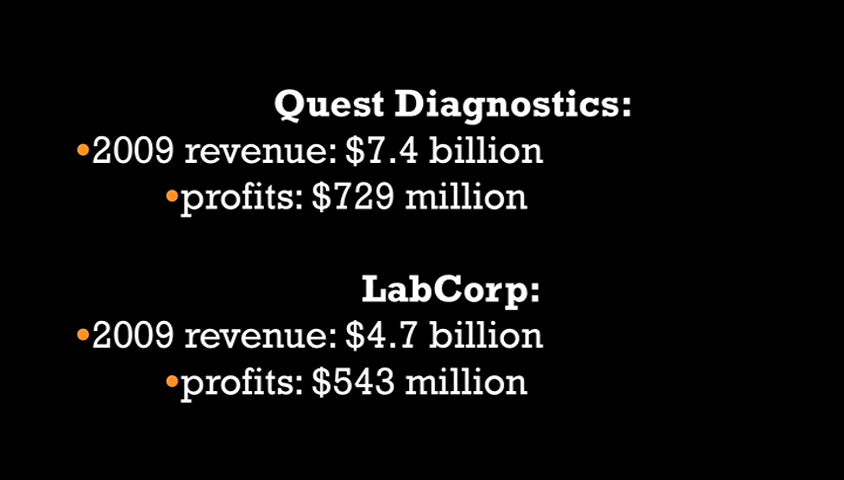 Quest Diagnostics:
•2009 revenue: $7.4 billion
•profits: $729 million
LabCorp:
•2009 revenue: $4.7 billion
•profits: $543 million